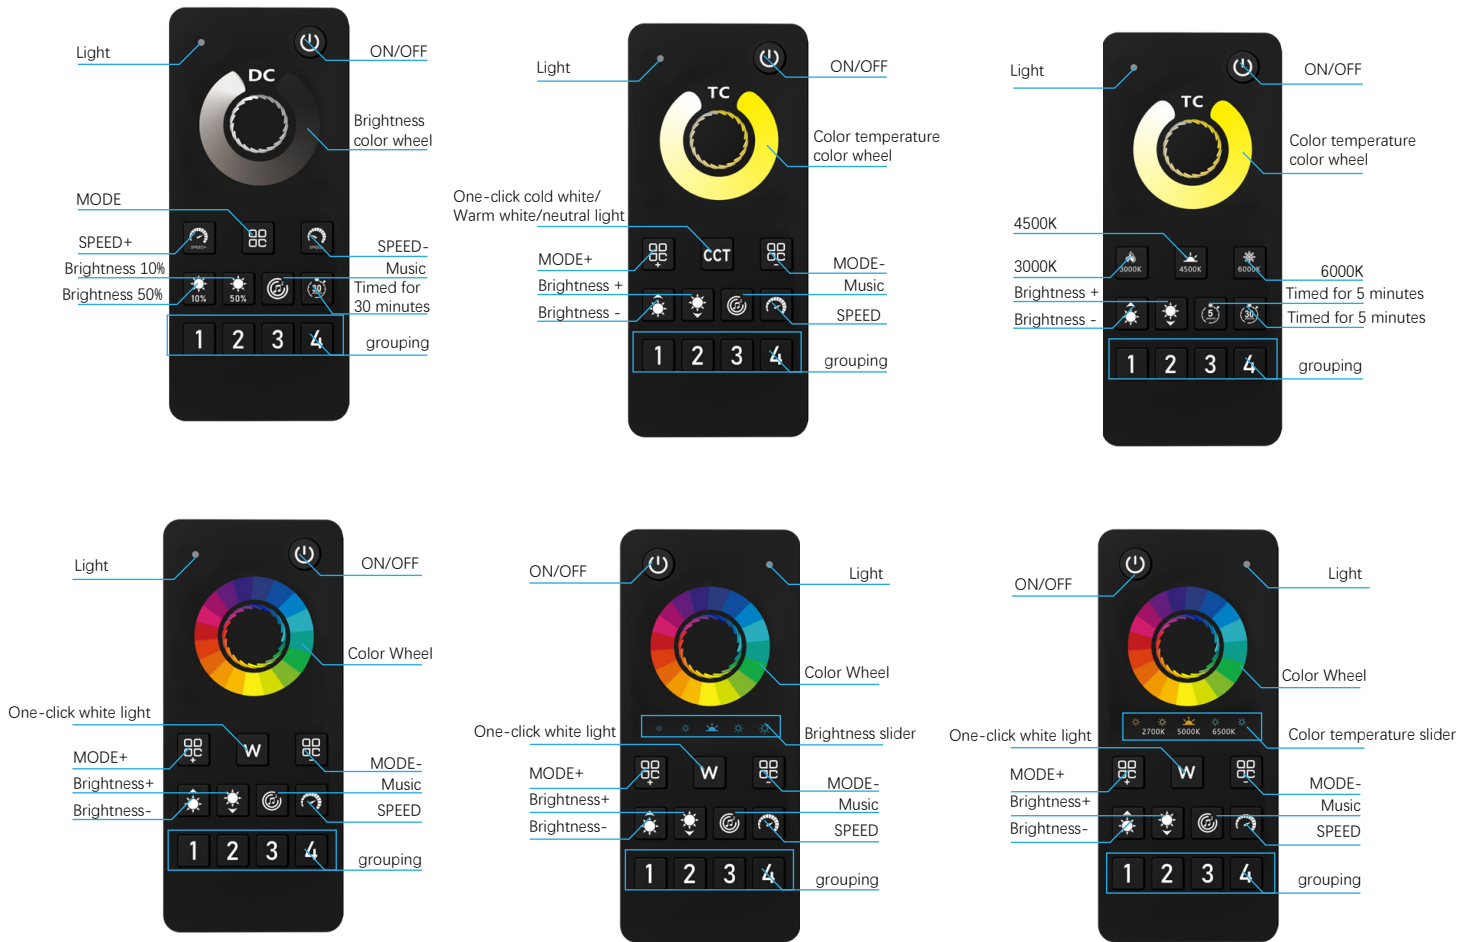 Light
ON/OFF
DC
Brightness
color wheel
MODE
SPEED+
SPEED+
SPEED-
Brightness 10%
Music
Brightness 50%
Timed for
30 minutes
10%
50%
30
1 2 3 4
grouping
Light
ON/OFF
TC
Color temperature
color wheel
One-click cold white/
Warm white/neutral light
CCT
MODE+
MODE-
Brightness +
Music
Brightness -
SPEED
1 2 3 4
grouping
Light
ON/OFF
TC
Color temperature
color wheel
4500K
3000K
3000K 4500K 6000K
6000K
Brightness +
Timed for 5 minutes
Brightness -
5 30
Timed for 5 minutes
1 2 3 4
grouping
Light
ON/OFF
Color Wheel
One-click white light
W
MODE+
MODE-
Brightness+
Music
Brightness-
SPEED
1 2 3 4
grouping
ON/OFF
Light
Color Wheel
One-click white light
Brightness slider
W
MODE+
MODE-
Brightness+
Music
Brightness-
SPEED
1 2 3 4
grouping
ON/OFF
Light
Color Wheel
2700K 5000K 6500K
One-click white light
Color temperature slider
W
MODE+
MODE-
Brightness+
Music
Brightness-
SPEED
1 2 3 4
grouping